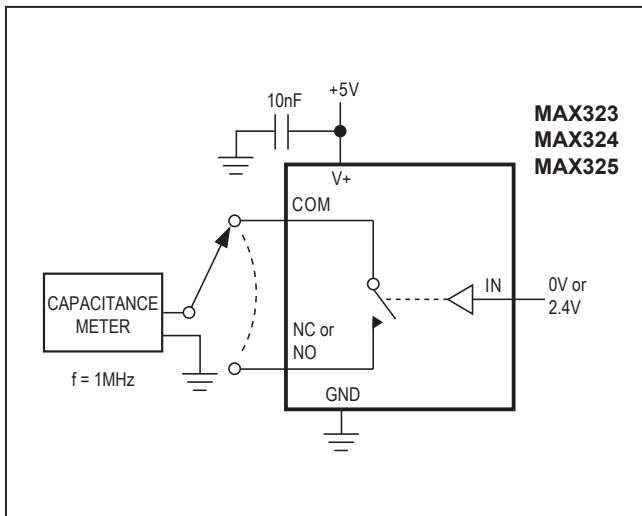 10nF
+5V
MAX323
MAX324
MAX325
V+
COM
IN
0V or
2.4V
CAPACITANCE
METER
NC or
NO
f = 1MHz
GND